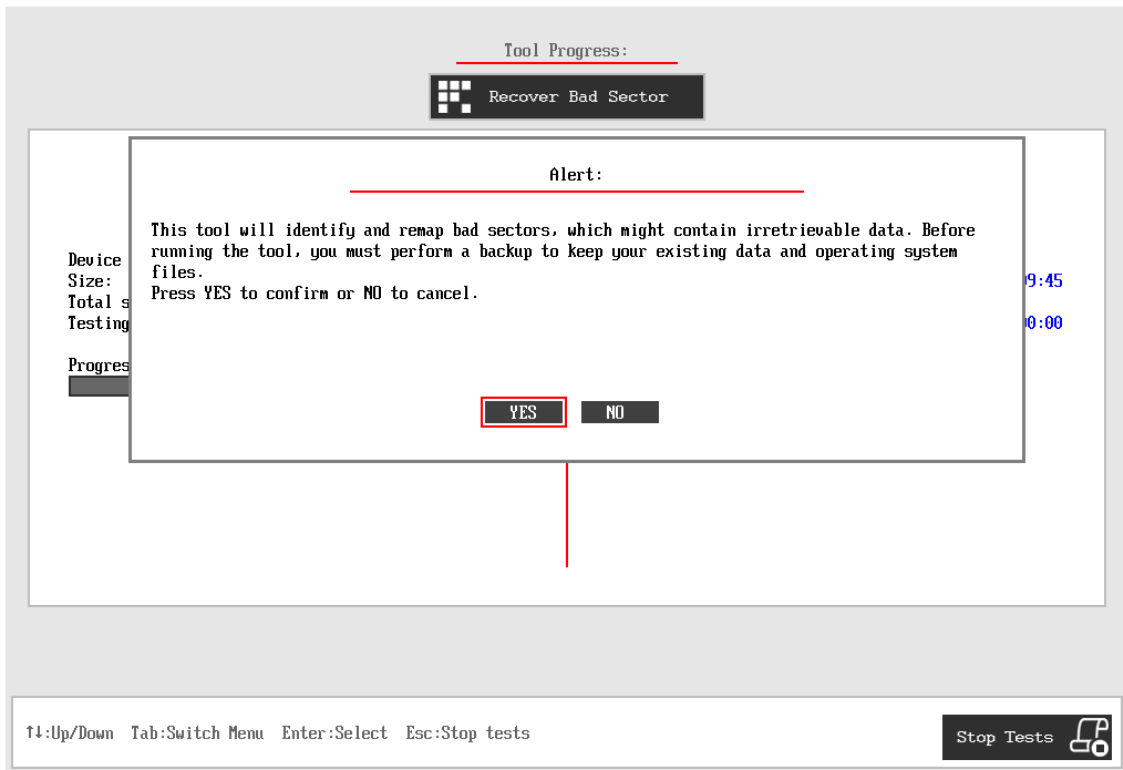 Tool Progress:
Recover Bad Sector
Alert:
This tool will identify and remap bad sectors, which might contain irretrievable data. Before
running the tool, you must perform a backup to keep your existing data and operating system
files.
Press YES to confirm or NO to cancel.
Device
Size: 9:45
Total s
Testing 0:00
Progres
YES NO
↑↓:Up/Down Tab:Switch Menu Enter:Select Esc:Stop tests
Stop Tests